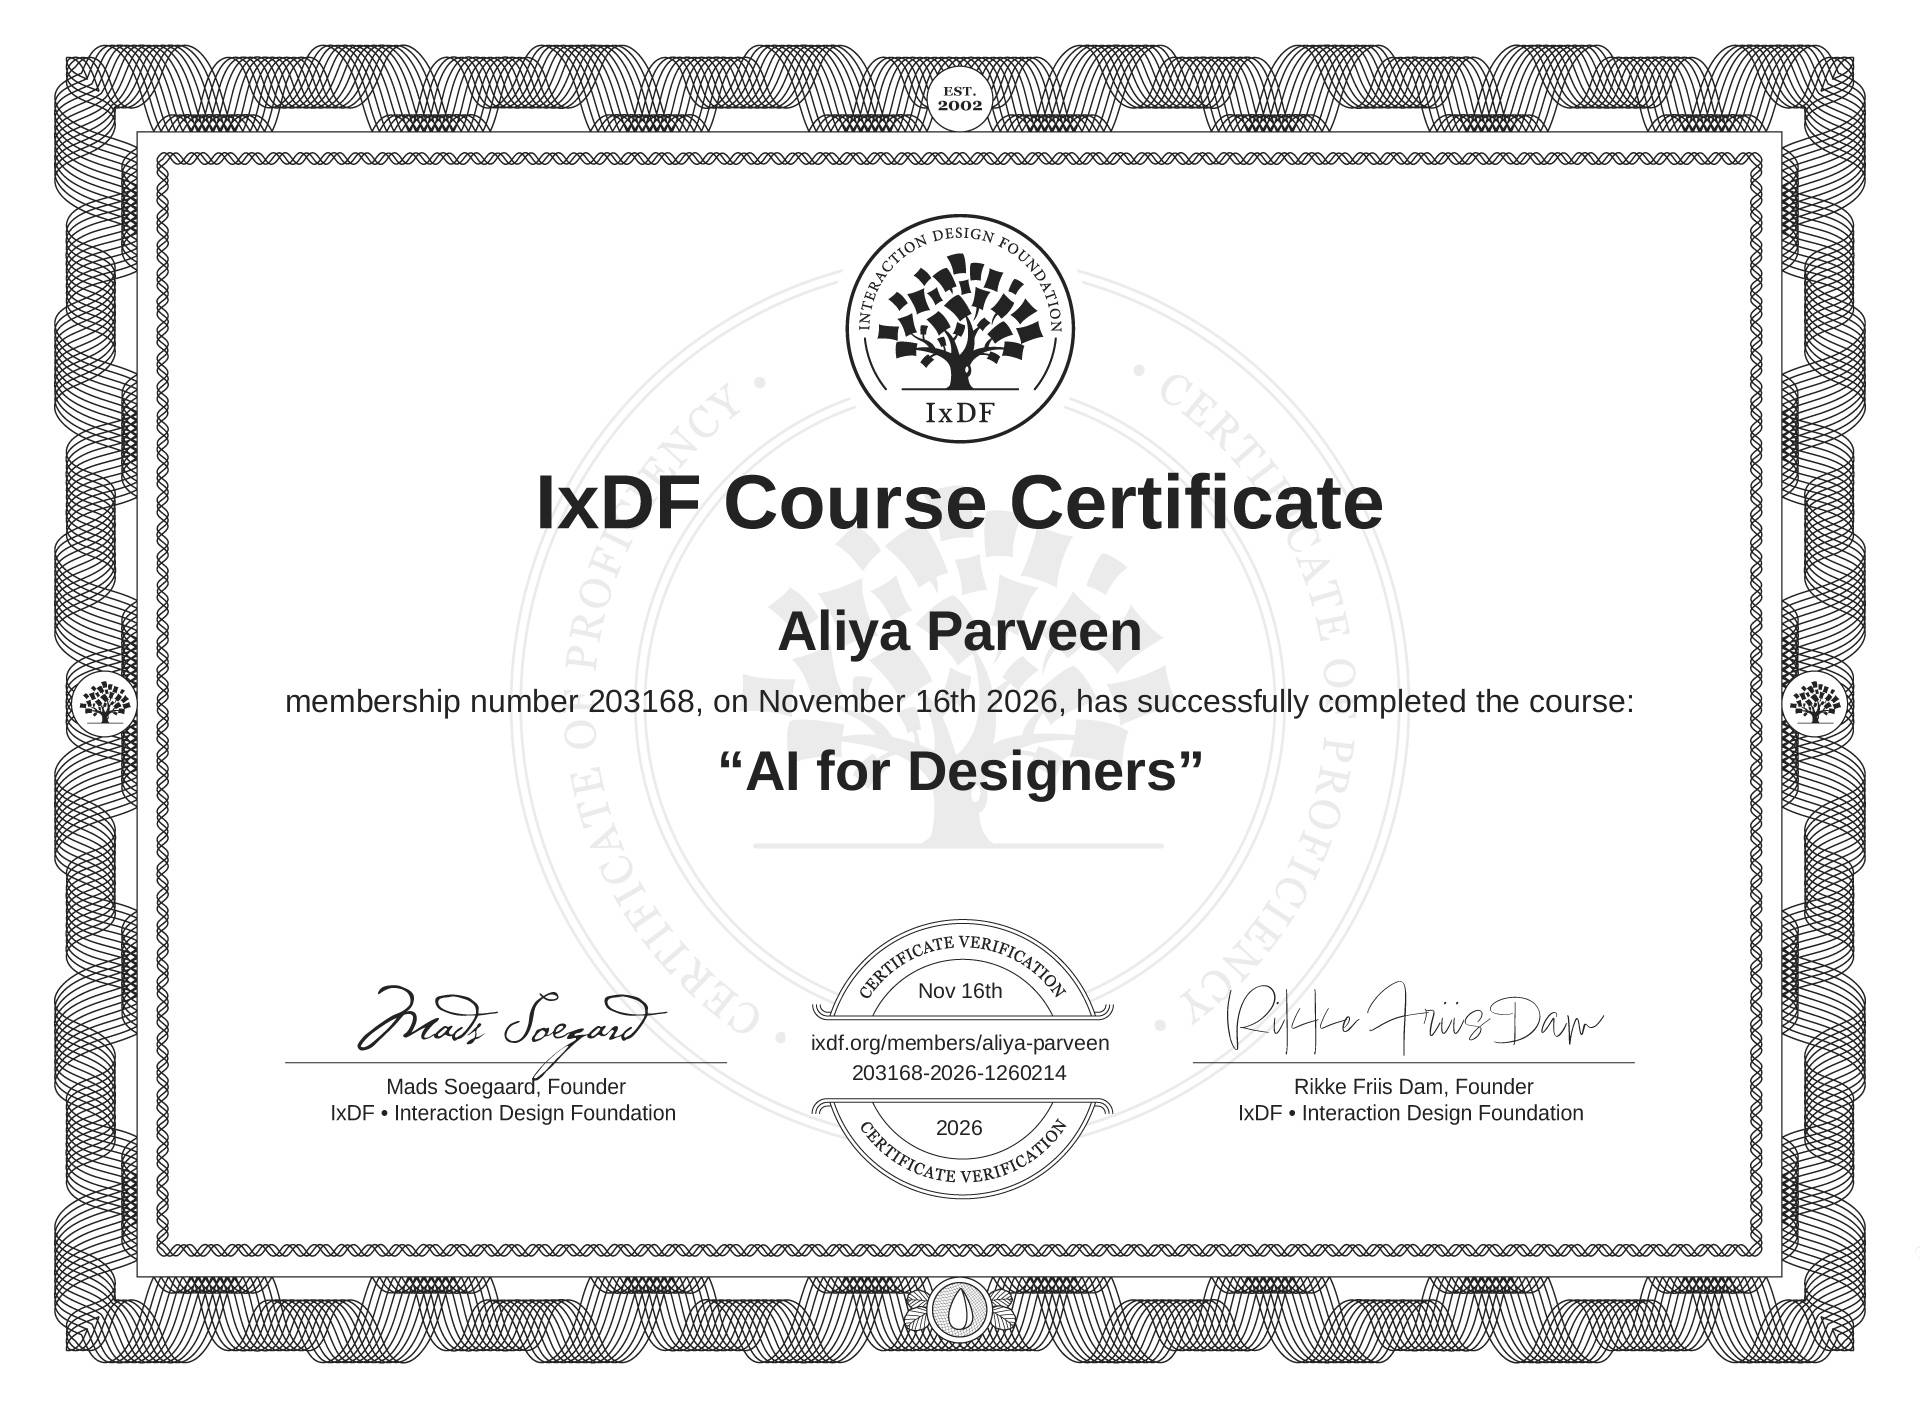 EST.
2002
INTERACTION DESIGN FOUNDATION
IxDF
• CERTIFICATE OF PROFICIENCY •
• CERTIFICATE OF PROFICIENCY •
IxDF Course Certificate
Aliya Parveen
membership number 203168, on November 16th 2026, has successfully completed the course:
“AI for Designers”
Mads Soegaard
Mads Soegaard, Founder
IxDF • Interaction Design Foundation
CERTIFICATE VERIFICATION
Nov 16th
ixdf.org/members/aliya-parveen
203168-2026-1260214
2026
CERTIFICATE VERIFICATION
Rikke Friis Dam
Rikke Friis Dam, Founder
IxDF • Interaction Design Foundation